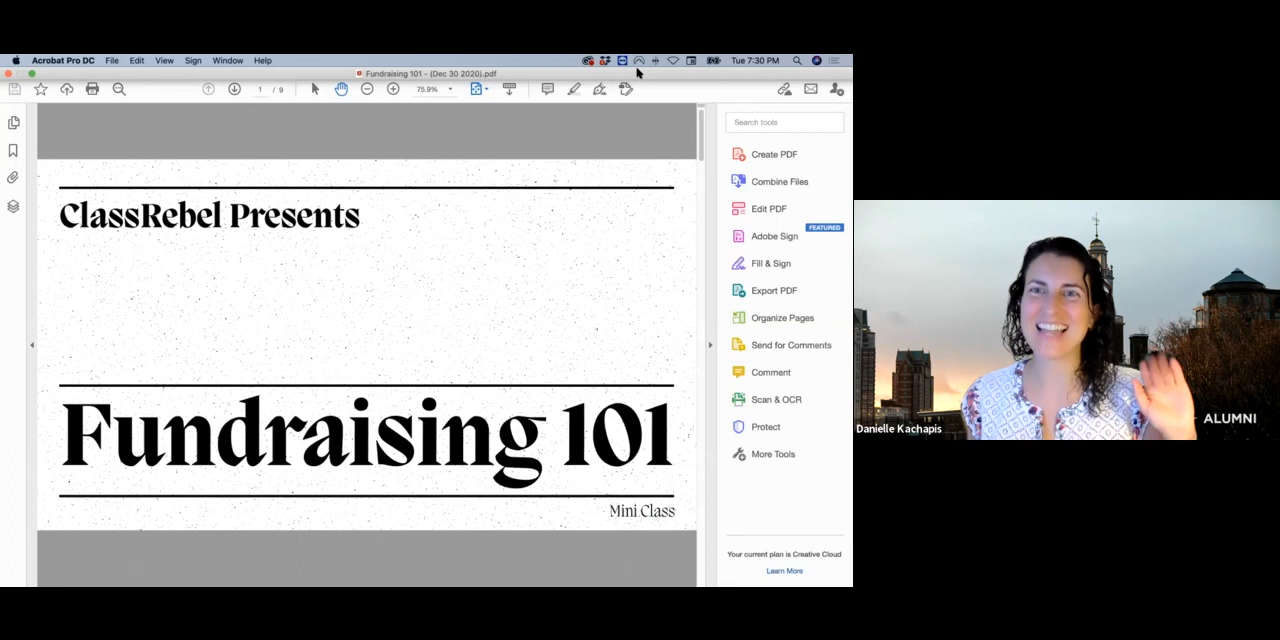 Acrobat Pro DC File Edit View Sign Window Help Tue 7:30 PM
Fundraising 101 - (Dec 30 2020).pdf
1 / 9 75.9%
Search tools
Create PDF
Combine Files
Edit PDF
FEATURED
Adobe Sign
Fill & Sign
Export PDF
Organize Pages
Send for Comments
Comment
Scan & OCR
Protect
More Tools
Your current plan is Creative Cloud
Learn More
ClassRebel Presents
Fundraising 101
Mini Class
ALUMNI
Danielle Kachapis